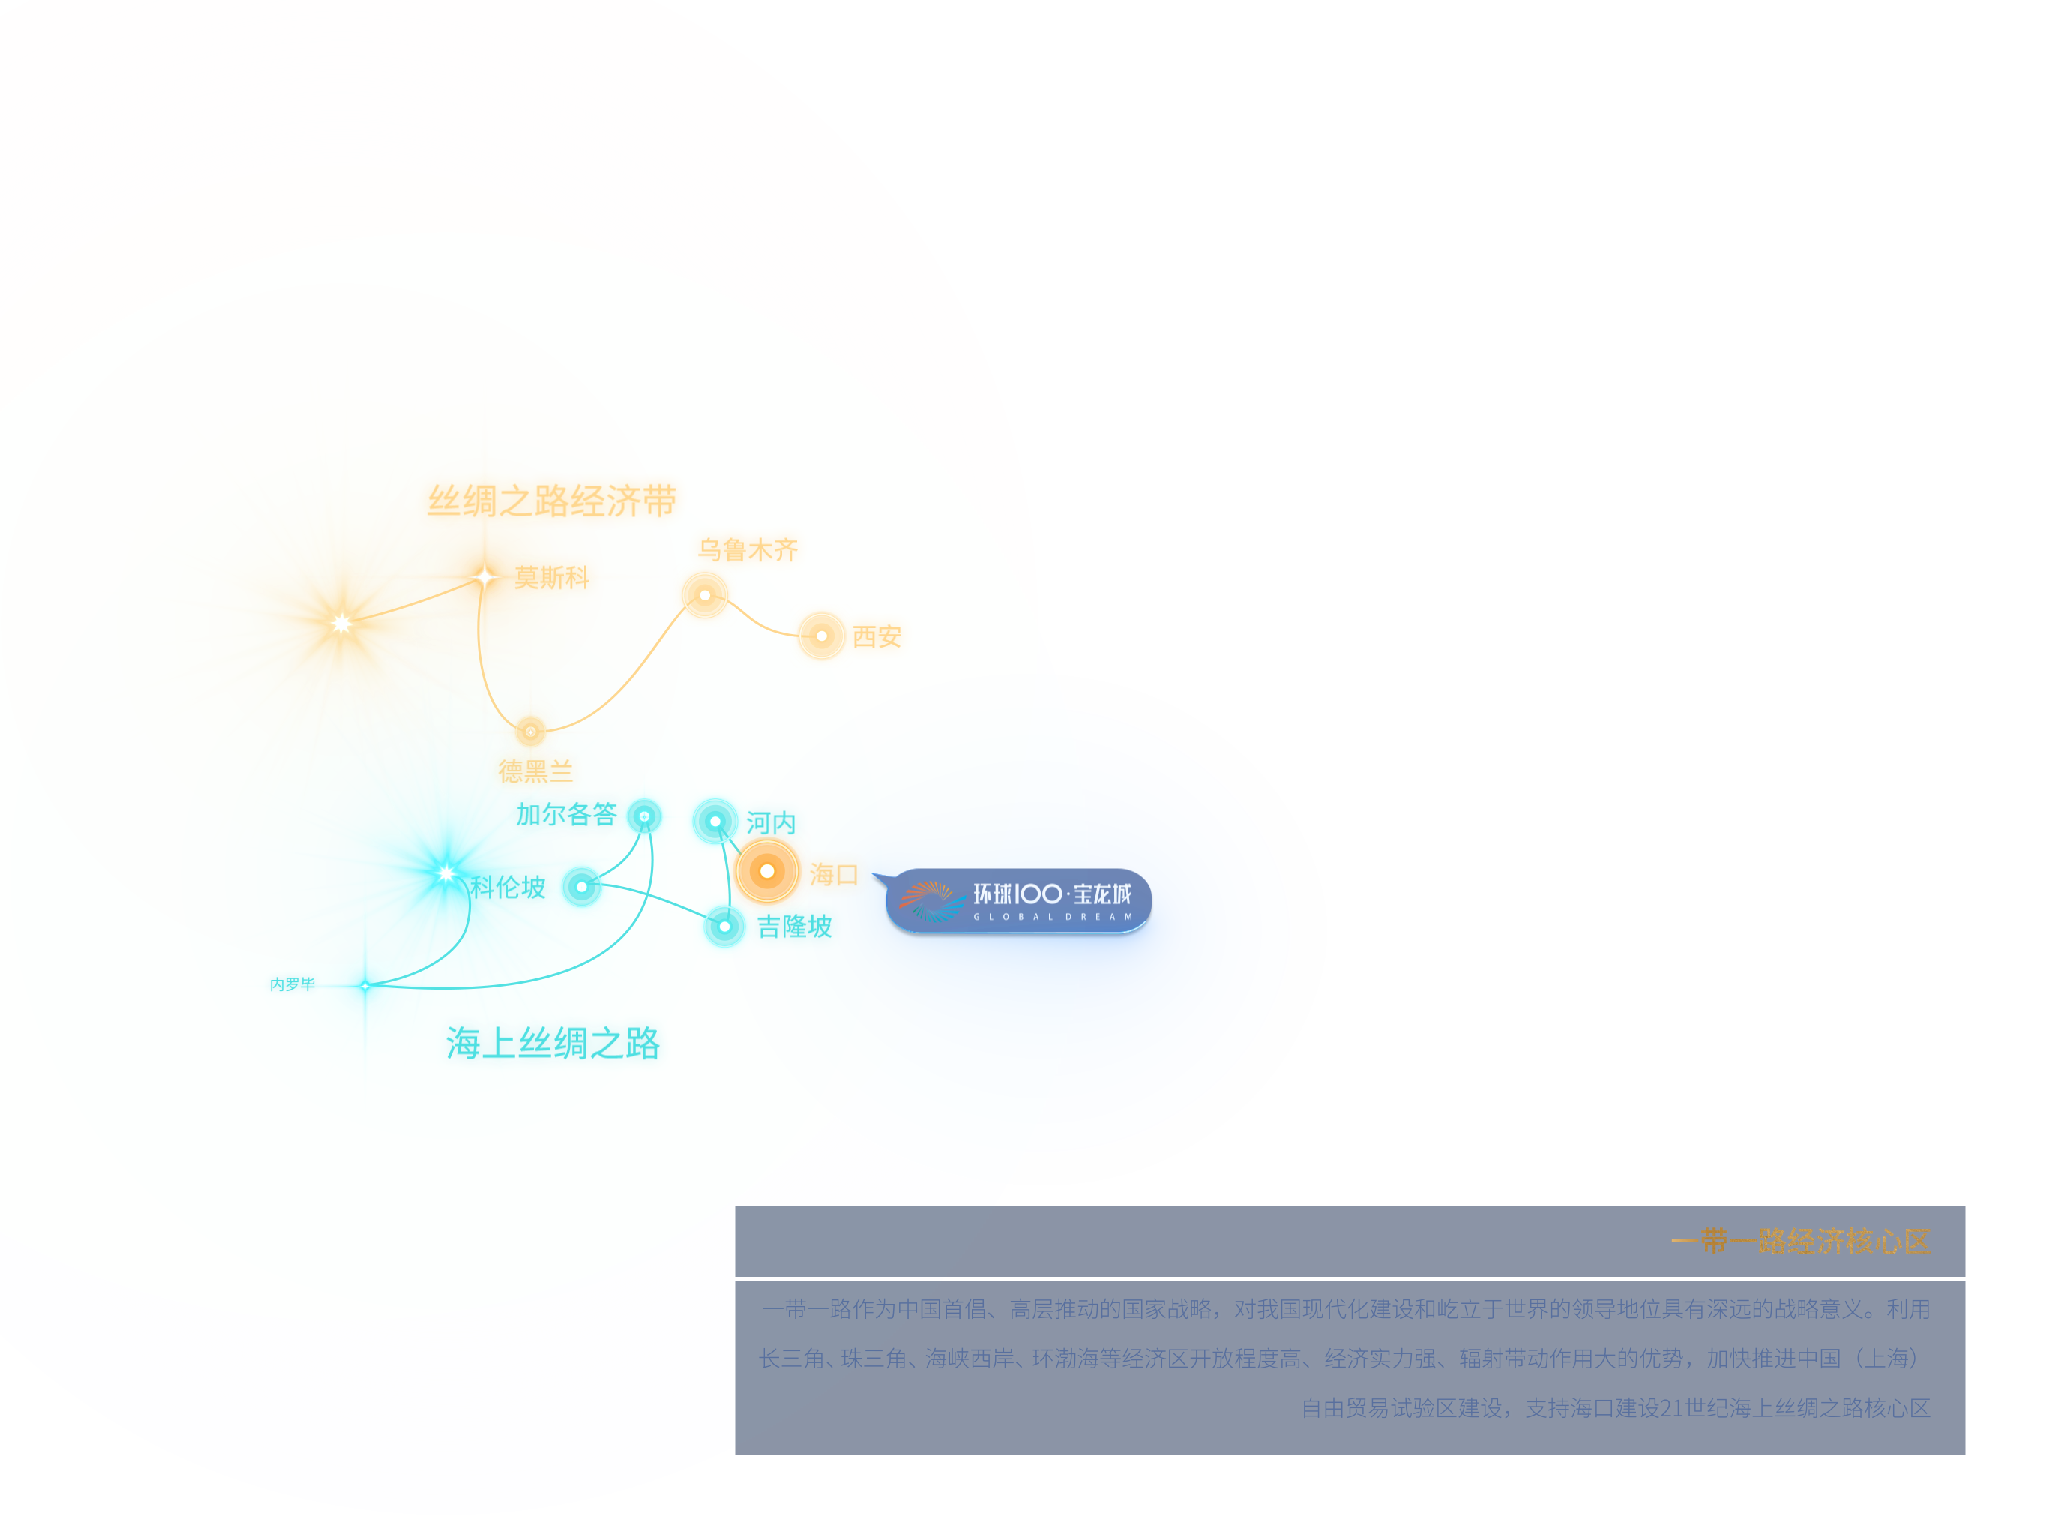 丝绸之路经济带
乌鲁木齐
莫斯科
西安
德黑兰
加尔各答
河内
海口
科伦坡
环球100·宝龙城
GLOBAL DREAM
吉隆坡
内罗毕
海上丝绸之路
一带一路经济核心区
一带一路作为中国首倡、高层推动的国家战略，对我国现代化建设和屹立于世界的领导地位具有深远的战略意义。利用
长三角、珠三角、海峡西岸、环渤海等经济区开放程度高、经济实力强、辐射带动作用大的优势，加快推进中国（上海）
自由贸易试验区建设，支持海口建设21世纪海上丝绸之路核心区